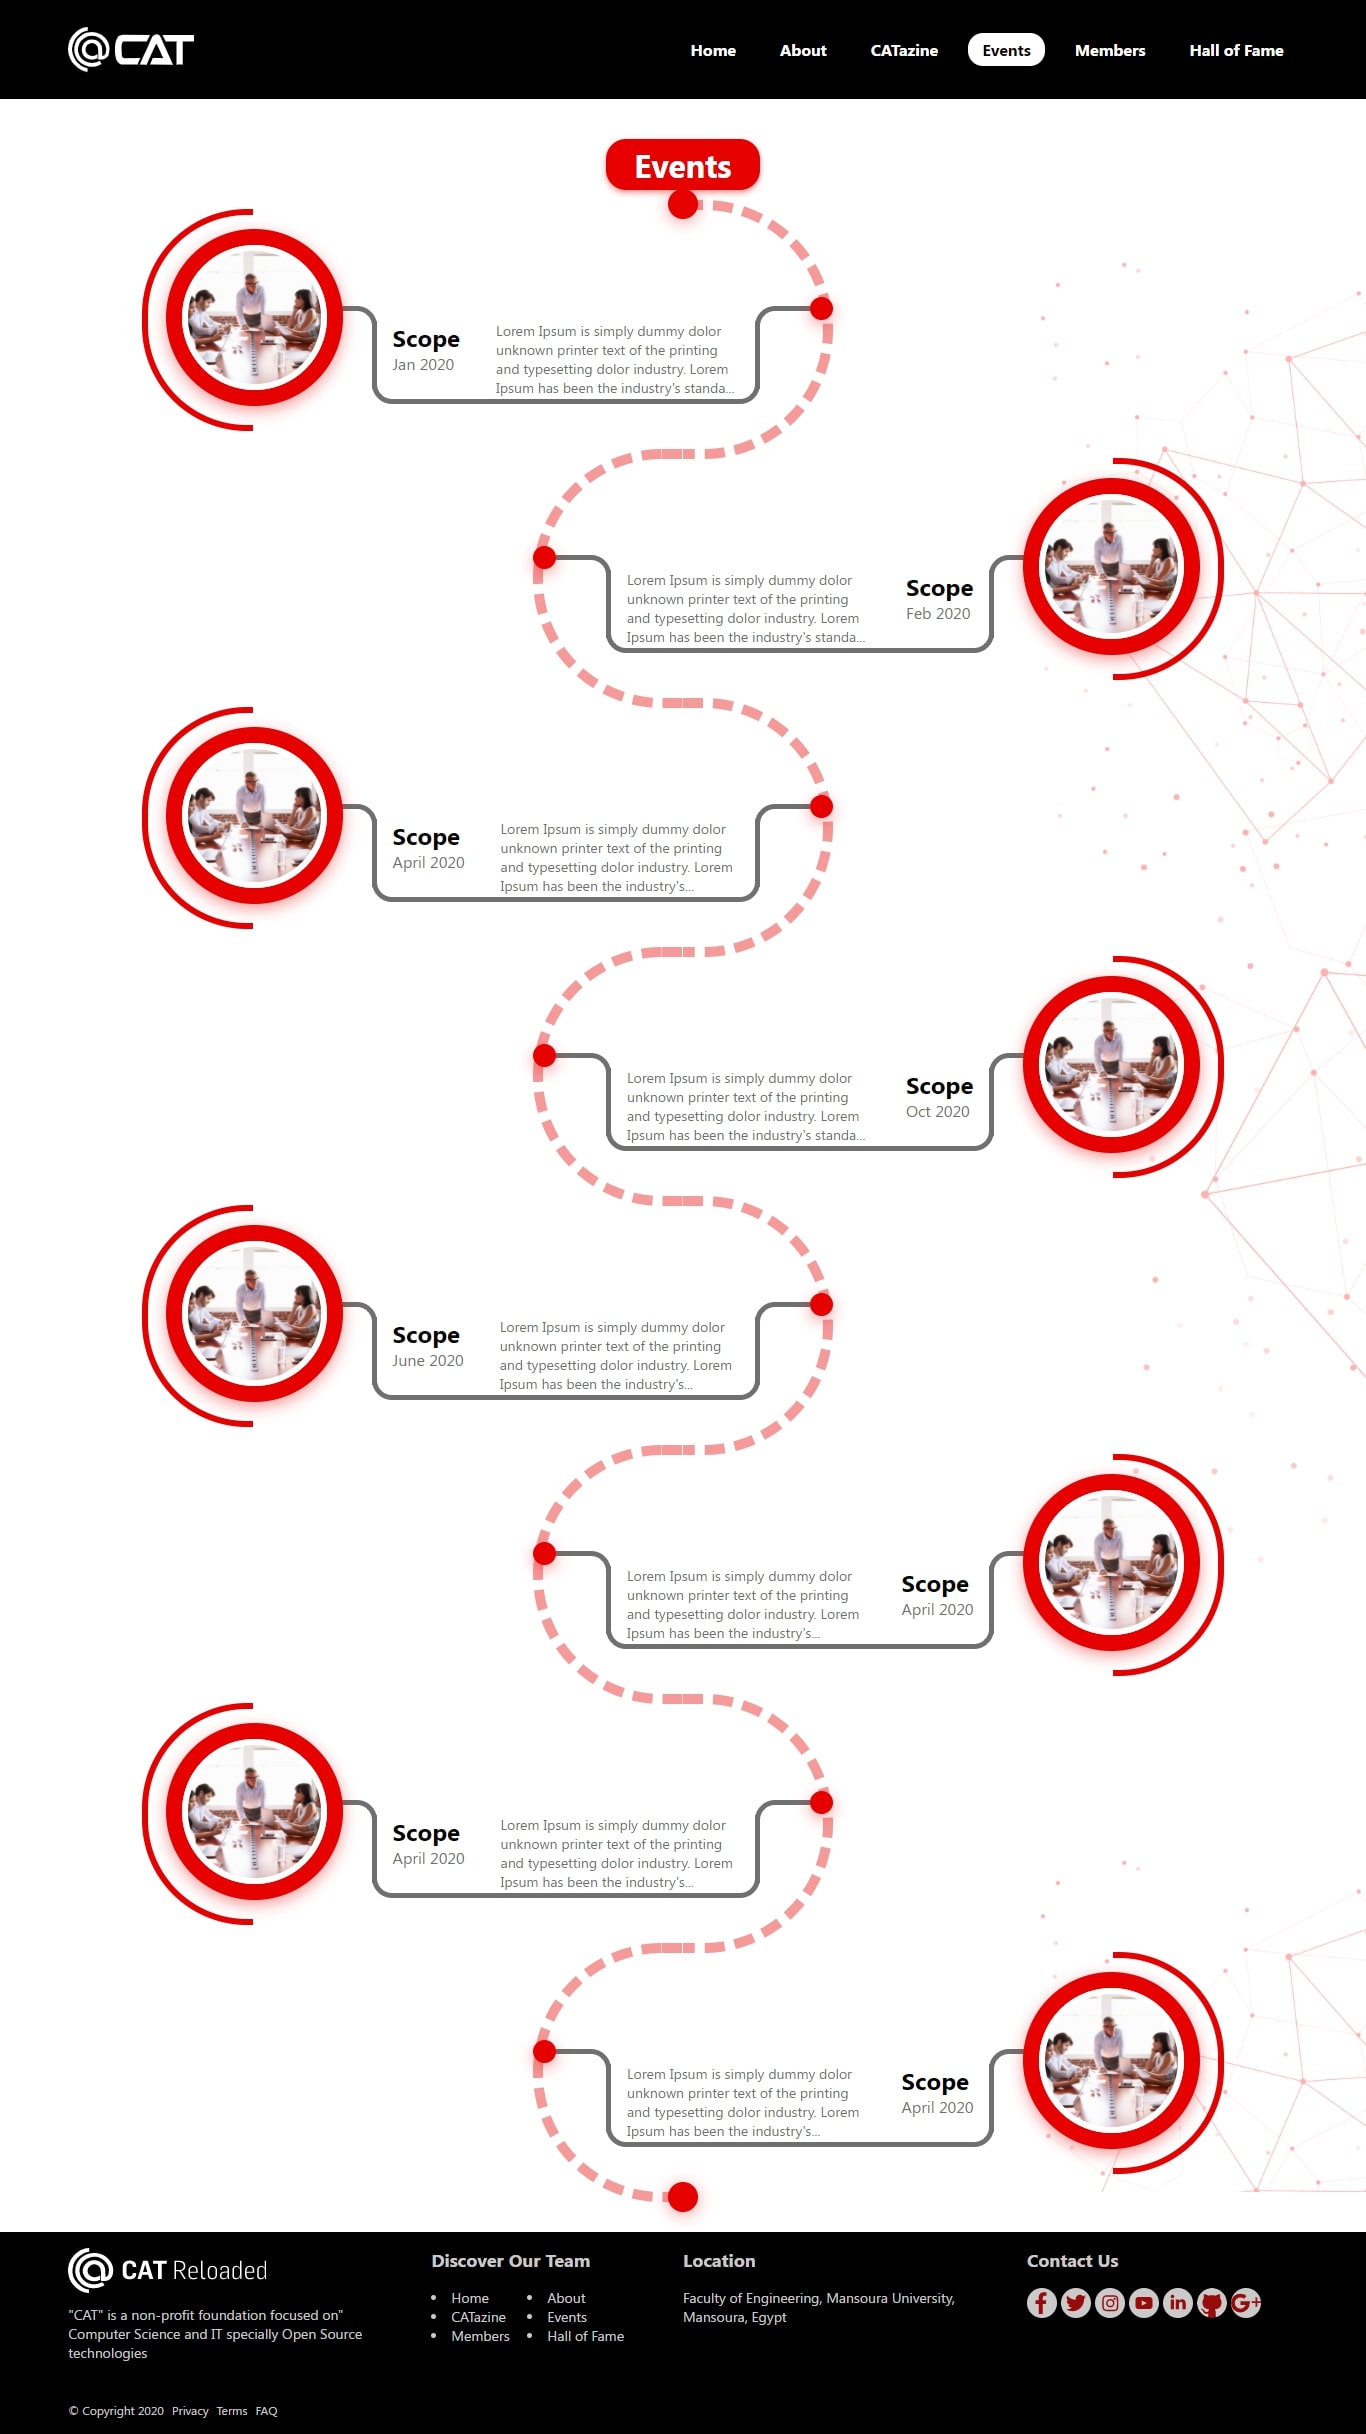 CAT
Home About CATazine Events Members Hall of Fame
Events
Scope
Jan 2020
Lorem Ipsum is simply dummy dolor
unknown printer text of the printing
and typesetting dolor industry. Lorem
Ipsum has been the industry's standa...
Lorem Ipsum is simply dummy dolor
unknown printer text of the printing
and typesetting dolor industry. Lorem
Ipsum has been the industry's standa...
Scope
Feb 2020
Scope
April 2020
Lorem Ipsum is simply dummy dolor
unknown printer text of the printing
and typesetting dolor industry. Lorem
Ipsum has been the industry's...
Lorem Ipsum is simply dummy dolor
unknown printer text of the printing
and typesetting dolor industry. Lorem
Ipsum has been the industry's standa...
Scope
Oct 2020
Scope
June 2020
Lorem Ipsum is simply dummy dolor
unknown printer text of the printing
and typesetting dolor industry. Lorem
Ipsum has been the industry's...
Lorem Ipsum is simply dummy dolor
unknown printer text of the printing
and typesetting dolor industry. Lorem
Ipsum has been the industry's...
Scope
April 2020
Scope
April 2020
Lorem Ipsum is simply dummy dolor
unknown printer text of the printing
and typesetting dolor industry. Lorem
Ipsum has been the industry's...
Lorem Ipsum is simply dummy dolor
unknown printer text of the printing
and typesetting dolor industry. Lorem
Ipsum has been the industry's...
Scope
April 2020
CAT Reloaded
"CAT" is a non-profit foundation focused on"
Computer Science and IT specially Open Source
technologies
Discover Our Team
• Home
• CATazine
• Members
• About
• Events
• Hall of Fame
Location
Faculty of Engineering, Mansoura University,
Mansoura, Egypt
Contact Us
© Copyright 2020 Privacy Terms FAQ